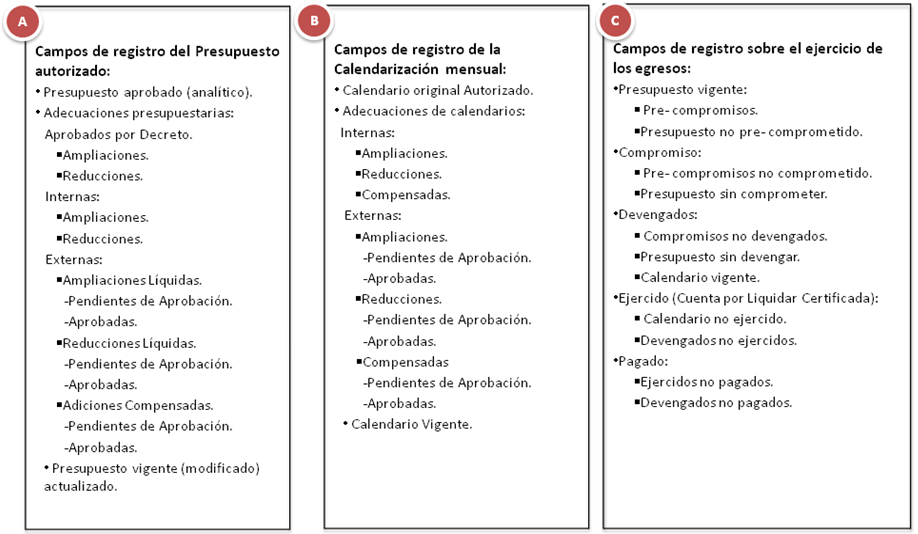 A
Campos de registro del Presupuesto
autorizado:
• Presupuesto aprobado (analítico).
• Adecuaciones presupuestarias:
Aprobados por Decreto.
▪Ampliaciones.
▪Reducciones.
Internas:
▪Ampliaciones.
▪Reducciones.
Externas:
▪Ampliaciones Líquidas.
-Pendientes de Aprobación.
-Aprobadas.
▪Reducciones Líquidas.
-Pendientes de Aprobación.
-Aprobadas.
▪Adiciones Compensadas.
-Pendientes de Aprobación.
-Aprobadas.
• Presupuesto vigente (modificado)
actualizado.
B
Campos de registro de la
Calendarización mensual:
• Calendario original Autorizado.
• Adecuaciones de calendarios:
Internas:
▪Ampliaciones.
▪Reducciones.
▪Compensadas.
Externas:
▪Ampliaciones.
-Pendientes de Aprobación.
-Aprobadas.
▪Reducciones.
-Pendientes de Aprobación.
-Aprobadas.
▪Compensadas
-Pendientes de Aprobación.
-Aprobadas.
• Calendario Vigente.
C
Campos de registro sobre el ejercicio de
los egresos:
•Presupuesto vigente:
▪ Pre- compromisos.
▪Presupuesto no pre- comprometido.
•Compromiso:
▪ Pre- compromisos no comprometido.
▪Presupuesto sin comprometer.
•Devengados:
▪ Compromisos no devengados.
▪Presupuesto sin devengar.
▪Calendario vigente.
•Ejercido (Cuenta por Liquidar Certificada):
▪ Calendario no ejercido.
▪Devengados no ejercidos.
•Pagado:
▪Ejercidos no pagados.
▪Devengados no pagados.